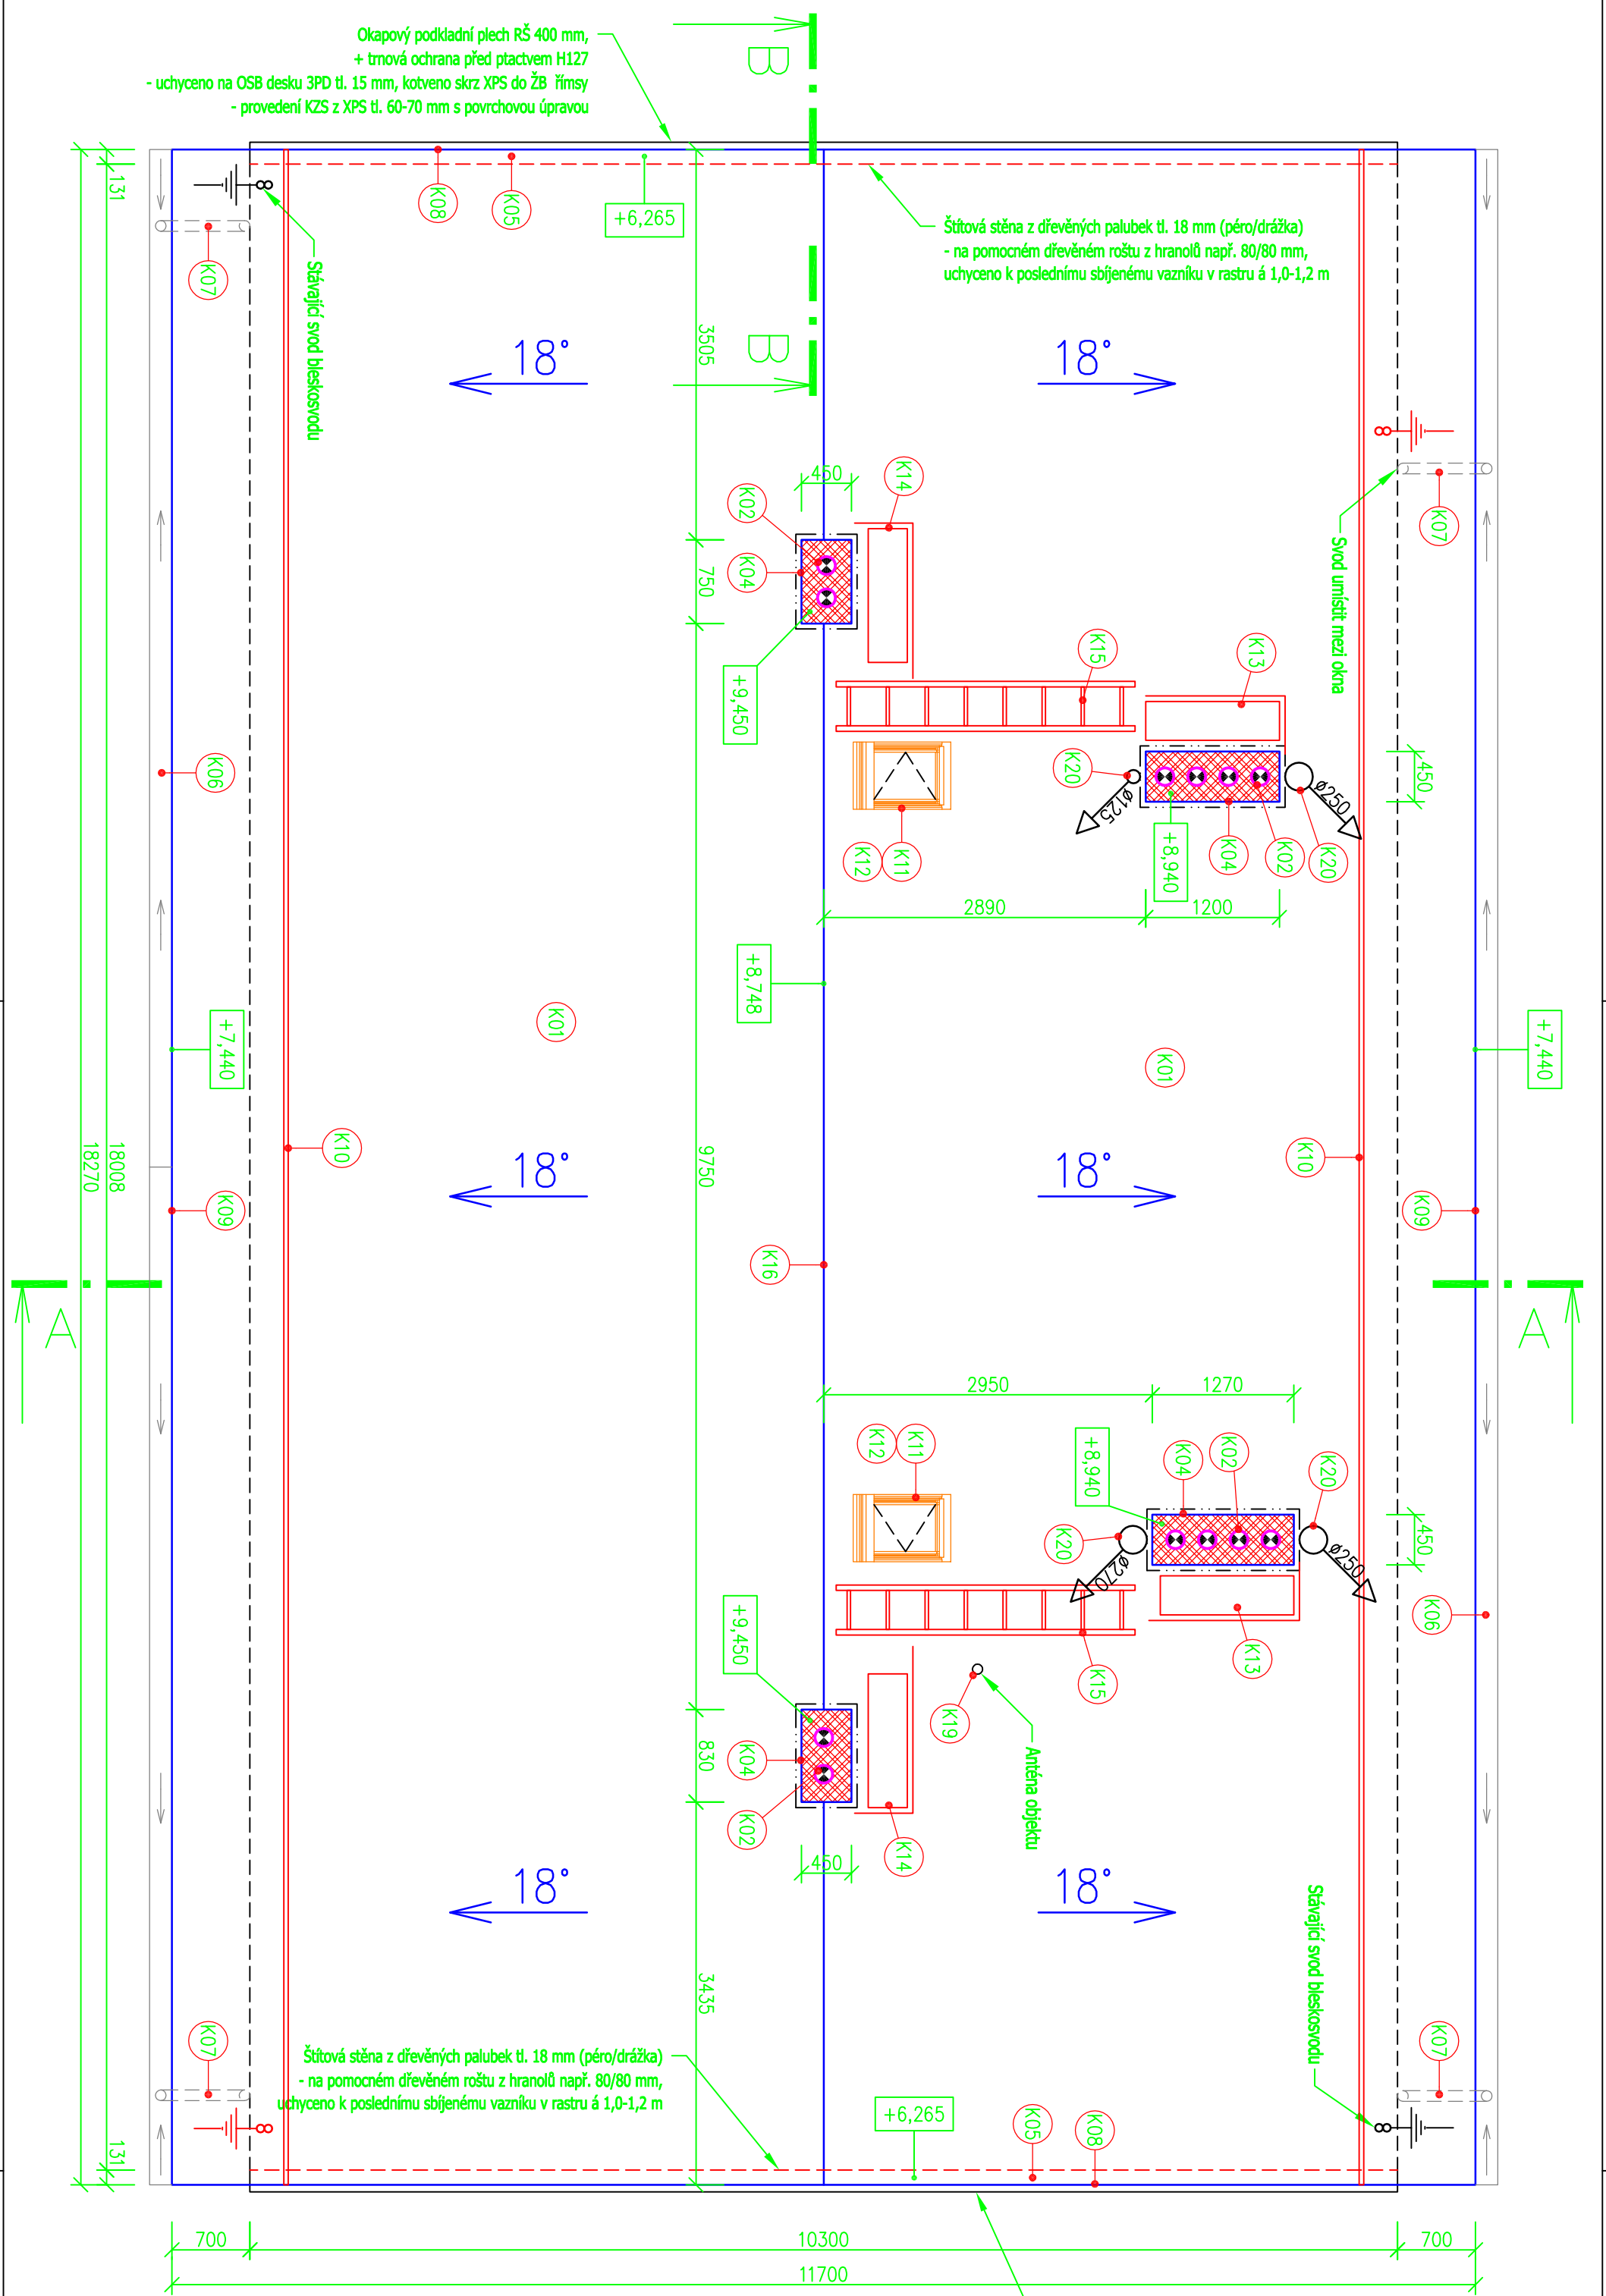 Okapový podkladní plech RŠ 400 mm,
+ trnová ochrana před ptactvem H127
- uchyceno na OSB desku 3PD tl. 15 mm, kotveno skrz XPS do ŽB římsy
- provedení KZS z XPS tl. 60-70 mm s povrchovou úpravou
B
131
K08
K05
+6,265
Štítová stěna z dřevěných palubek tl. 18 mm (péro/drážka)
- na pomocném dřevěném roštu z hranolů např. 80/80 mm,
uchyceno k poslednímu sbíjenému vazníku v rastru á 1,0-1,2 m
K07
Stávající svod bleskosvodu
3505
B
18°
18°
K14
450
K02
K04
750
+9,450
K07
Svod umístit mezi okna
K15
K13
K06
K20
ø125
ø250
450
K12
K11
+8,940
K04
K02
K20
2890
1200
+8,748
+7,440
+7,440
K01
K01
18270
18008
K10
9750
18°
18°
K10
K09
K09
K16
A
A
2950
1270
K12
K11
+8,940
K04
K02
K20
450
K20
ø270
ø250
+9,450
K06
K13
K15
K19
Anténa objektu
K04
830
K02
K14
450
18°
18°
Stávající svod bleskosvodu
3435
K07
K07
Štítová stěna z dřevěných palubek tl. 18 mm (péro/drážka)
- na pomocném dřevěném roštu z hranolů např. 80/80 mm,
uchyceno k poslednímu sbíjenému vazníku v rastru á 1,0-1,2 m
+6,265
K05
K08
131
700
10300
700
11700